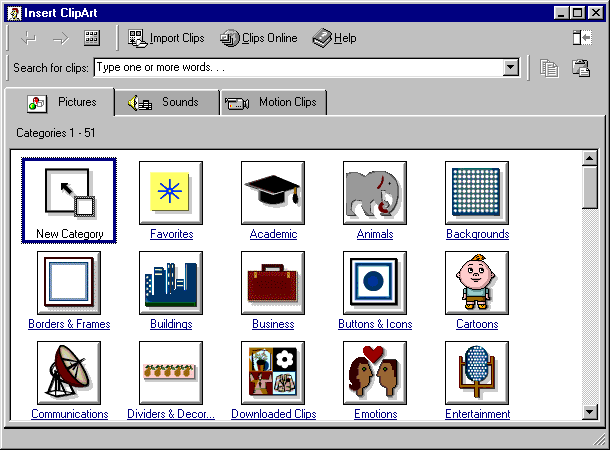 Insert ClipArt
Import Clips Clips Online Help
Search for clips: Type one or more words. . .
Pictures Sounds Motion Clips
Categories 1 - 51
New Category Favorites Academic Animals Backgrounds
Borders & Frames Buildings Business Buttons & Icons Cartoons
Communications Dividers & Decor... Downloaded Clips Emotions Entertainment